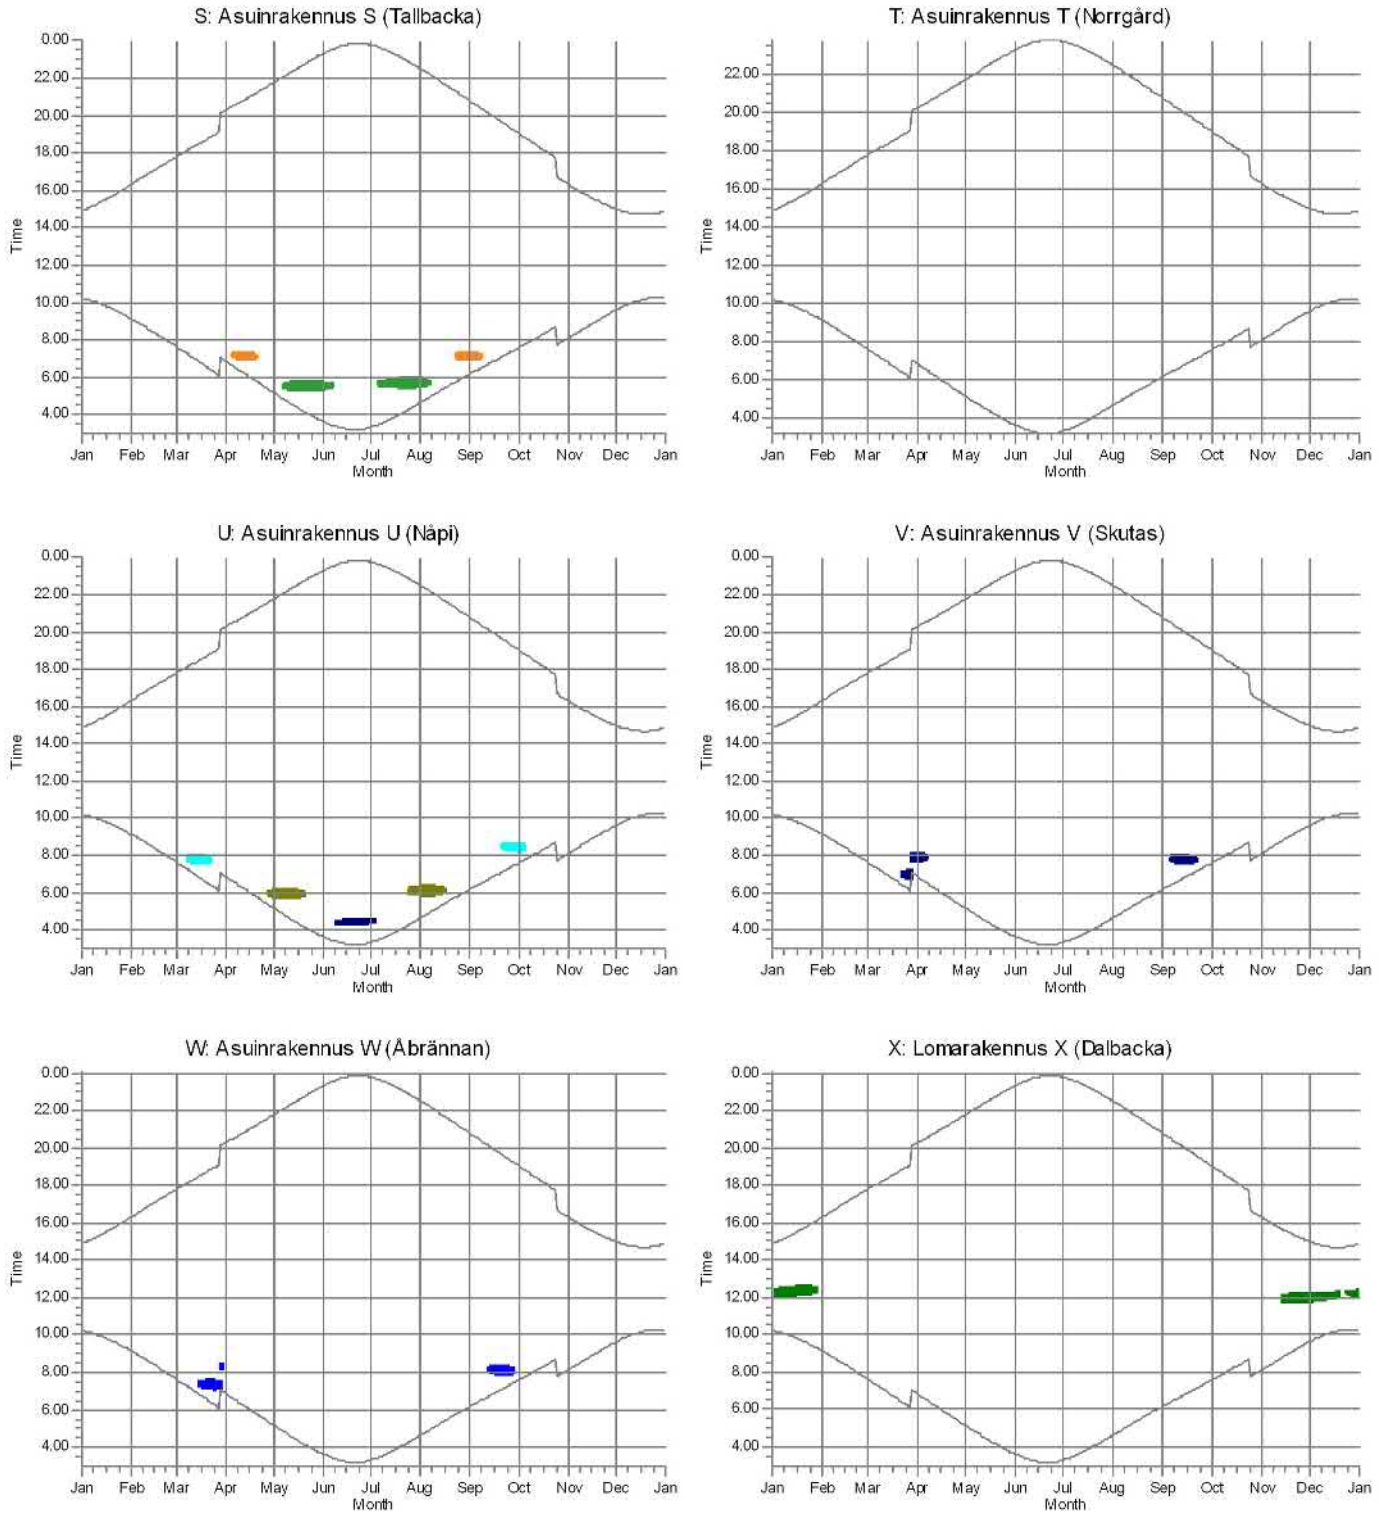 S: Asuinrakennus S (Tallbacka)
0.00
22.00
20.00
18.00
16.00
14.00
12.00
10.00
8.00
6.00
4.00
Time
Jan Feb Mar Apr May Jun Jul Aug Sep Oct Nov Dec Jan
Month
T: Asuinrakennus T (Norrgård)
22.00
20.00
18.00
16.00
14.00
12.00
10.00
8.00
6.00
4.00
Time
Jan Feb Mar Apr May Jun Jul Aug Sep Oct Nov Dec Jan
Month
U: Asuinrakennus U (Nåpi)
0.00
22.00
20.00
18.00
16.00
14.00
12.00
10.00
8.00
6.00
4.00
Time
Jan Feb Mar Apr May Jun Jul Aug Sep Oct Nov Dec Jan
Month
V: Asuinrakennus V (Skutas)
0.00
22.00
20.00
18.00
16.00
14.00
12.00
10.00
8.00
6.00
4.00
Time
Jan Feb Mar Apr May Jun Jul Aug Sep Oct Nov Dec Jan
Month
W: Asuinrakennus W (Åbrännan)
0.00
22.00
20.00
18.00
16.00
14.00
12.00
10.00
8.00
6.00
4.00
Time
Jan Feb Mar Apr May Jun Jul Aug Sep Oct Nov Dec Jan
Month
X: Lomarakennus X (Dalbacka)
0.00
22.00
20.00
18.00
16.00
14.00
12.00
10.00
8.00
6.00
4.00
Time
Jan Feb Mar Apr May Jun Jul Aug Sep Oct Nov Dec Jan
Month